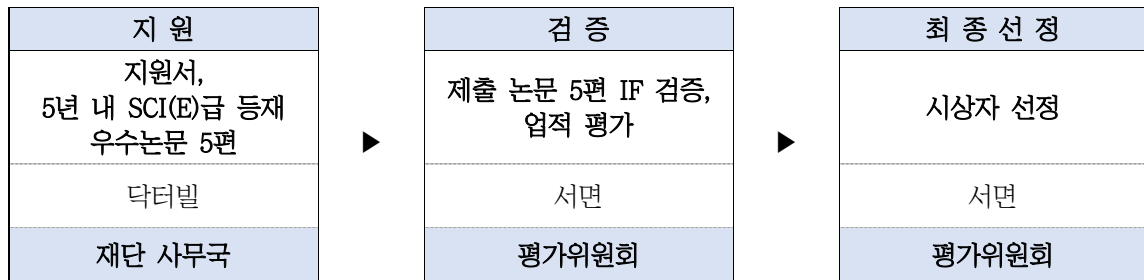 지 원
지원서,
5년 내 SCI(E)급 등재
우수논문 5편
닥터빌
재단 사무국
▶
검 증
제출 논문 5편 IF 검증,
업적 평가
서면
평가위원회
▶
최 종 선 정
시상자 선정
서면
평가위원회